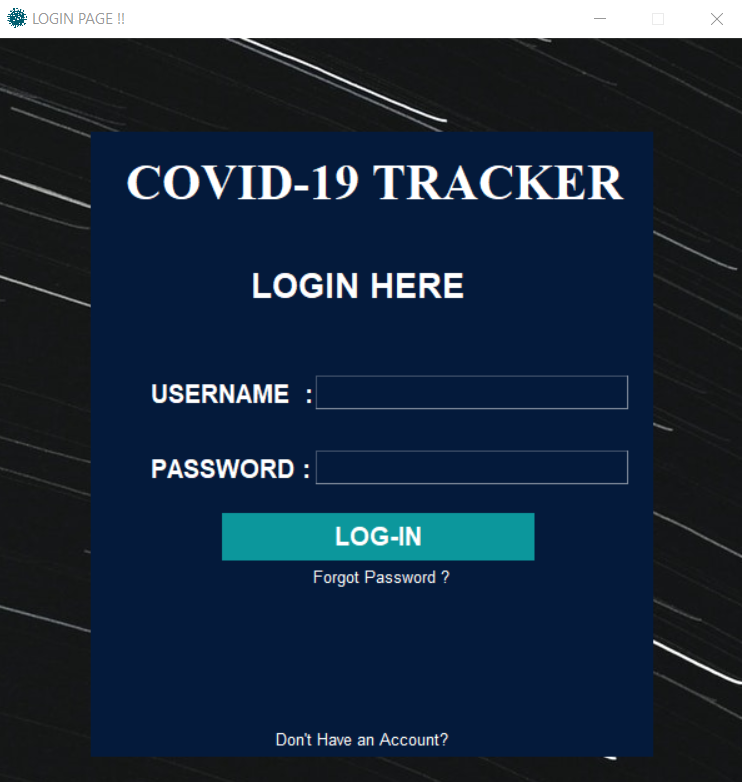 LOGIN PAGE !!
COVID-19 TRACKER
LOGIN HERE
USERNAME :
PASSWORD :
LOG-IN
Forgot Password ?
Don't Have an Account?